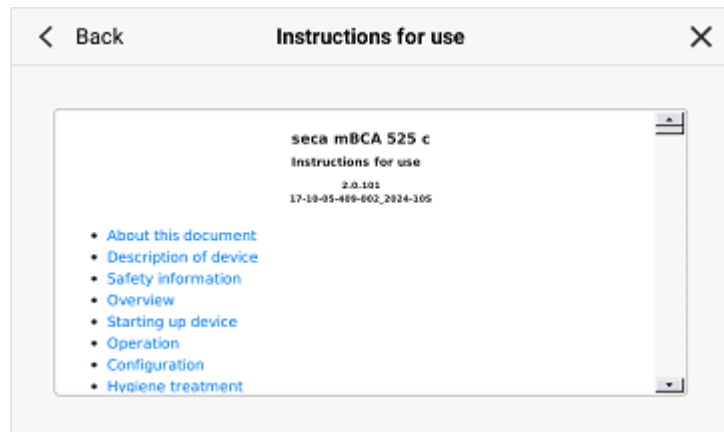 Back
Instructions for use
seca mBCA 525 c
Instructions for use
2.0.101
17-10-05-409-002_2024-10S
About this document
Description of device
Safety information
Overview
Starting up device
Operation
Configuration
Hygiene treatment